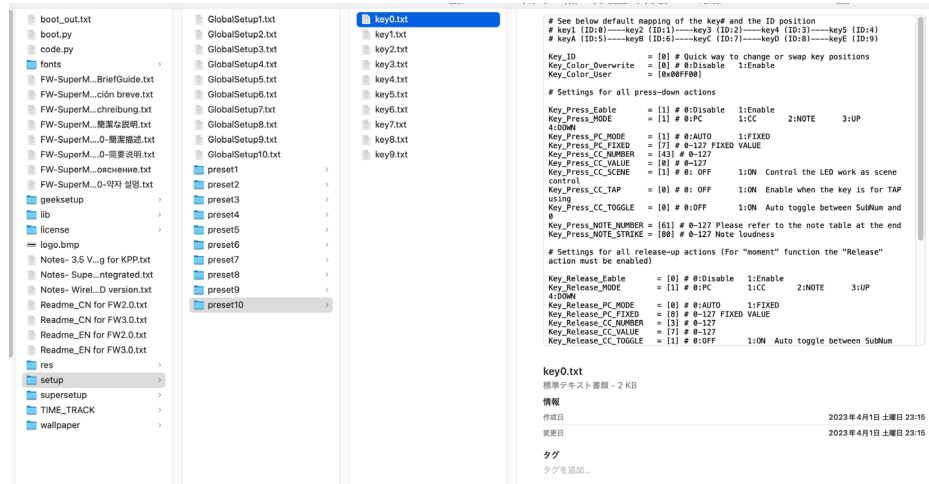 boot_out.txt
boot.py
code.py
fonts
FW-SuperM...BriefGuide.txt
FW-SuperM...ción breve.txt
FW-SuperM...chreibung.txt
FW-SuperM...簡潔な説明.txt
FW-SuperM...0-簡潔描述.txt
FW-SuperM...0-简要说明.txt
FW-SuperM...ояснение.txt
FW-SuperM...0-약자 설명.txt
geeksetup
lib
license
logo.bmp
Notes- 3.5 V...g for KPP.txt
Notes- Supe...ntegrated.txt
Notes- Wirel...D version.txt
Readme_CN for FW2.0.txt
Readme_CN for FW3.0.txt
Readme_EN for FW2.0.txt
Readme_EN for FW3.0.txt
res
setup
supersetup
TIME_TRACK
wallpaper
GlobalSetup1.txt
GlobalSetup2.txt
GlobalSetup3.txt
GlobalSetup4.txt
GlobalSetup5.txt
GlobalSetup6.txt
GlobalSetup7.txt
GlobalSetup8.txt
GlobalSetup9.txt
GlobalSetup10.txt
preset1
preset2
preset3
preset4
preset5
preset6
preset7
preset8
preset9
preset10
key0.txt
key1.txt
key2.txt
key3.txt
key4.txt
key5.txt
key6.txt
key7.txt
key8.txt
key9.txt
# See below default mapping of the key# and the ID position
# key1 (ID:0)----key2 (ID:1)----key3 (ID:2)----key4 (ID:3)----key5 (ID:4)
# keyA (ID:5)----keyB (ID:6)----keyC (ID:7)----keyD (ID:8)----keyE (ID:9)
Key_ID = [0] # Quick way to change or swap key positions
Key_Color_Overwrite = [0] # 0:Disable 1:Enable
Key_Color_User = [0x00FF00]
# Settings for all press-down actions
Key_Press_Eable = [1] # 0:Disable 1:Enable
Key_Press_MODE = [1] # 0:PC 1:CC 2:NOTE 3:UP
4:DOWN
Key_Press_PC_MODE = [1] # 0:AUTO 1:FIXED
Key_Press_PC_FIXED = [7] # 0-127 FIXED VALUE
Key_Press_CC_NUMBER = [43] # 0-127
Key_Press_CC_VALUE = [0] # 0-127
Key_Press_CC_SCENE = [1] # 0: OFF 1:ON Control the LED work as scene
control
Key_Press_CC_TAP = [0] # 0: OFF 1:ON Enable when the key is for TAP
using
Key_Press_CC_TOGGLE = [0] # 0:OFF 1:ON Auto toggle between SubNum and
0
Key_Press_NOTE_NUMBER = [61] # 0-127 Please refer to the note table at the end
Key_Press_NOTE_STRIKE = [80] # 0-127 Note loudness
# Settings for all release-up actions (For "moment" function the "Release"
action must be enabled)
Key_Release_Eable = [0] # 0:Disable 1:Enable
Key_Release_MODE = [1] # 0:PC 1:CC 2:NOTE 3:UP
4:DOWN
Key_Release_PC_MODE = [0] # 0:AUTO 1:FIXED
Key_Release_PC_FIXED = [8] # 0-127 FIXED VALUE
Key_Release_CC_NUMBER = [3] # 0-127
Key_Release_CC_VALUE = [7] # 0-127
Key_Release_CC_TOGGLE = [1] # 0:OFF 1:ON Auto toggle between SubNum
key0.txt
標準テキスト書類 - 2 KB
情報
作成日 2023年4月1日 土曜日 23:15
変更日 2023年4月1日 土曜日 23:15
タグ
タグを追加...